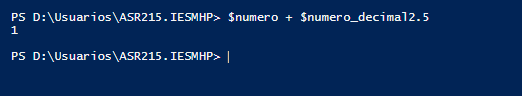 PS D:\Usuarios\ASR215.IESMHP> $numero + $numero_decimal2.5
1
PS D:\Usuarios\ASR215.IESMHP>